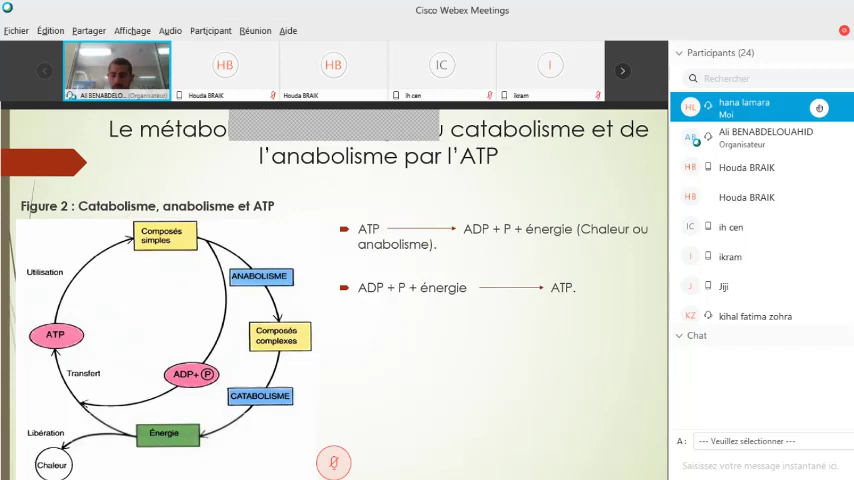 Cisco Webex Meetings
Fichier Édition Partager Affichage Audio Participant Réunion Aide
HB HB IC I
Ali BENABDELO... (Organisateur) Houda BRAIK Houda BRAIK ih cen ikram
Participants (24)
Rechercher
HL hana lamara
Moi
AB Ali BENABDELOUAHID
Organisateur
HB Houda BRAIK
HB Houda BRAIK
IC ih cen
I ikram
J Jiji
KZ kihal fatima zohra
Chat
A : --- Veuillez sélectionner ---
Saisissez votre message instantané ici.
Le métabo u catabolisme et de
l’anabolisme par l’ATP
Figure 2 : Catabolisme, anabolisme et ATP
Composés
simples
Utilisation
ANABOLISME
ATP
Composés
complexes
Transfert
ADP+ P
CATABOLISME
Libération
Énergie
Chaleur
ATP ADP + P + énergie (Chaleur ou
anabolisme).
ADP + P + énergie ATP.